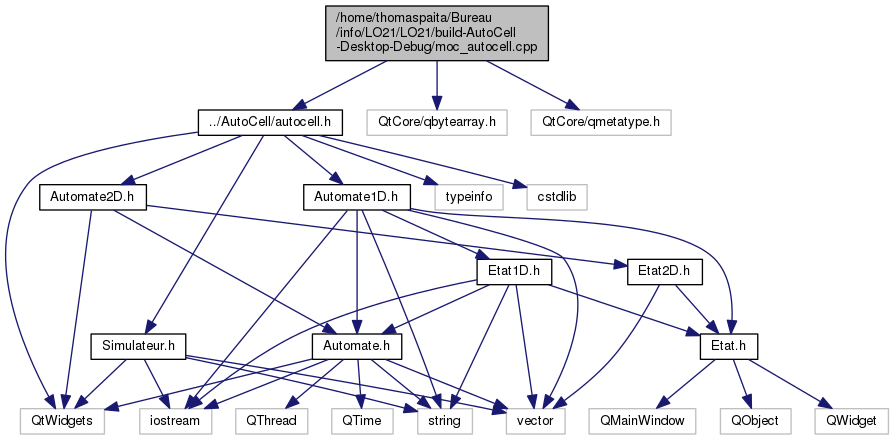 /home/thomaspaita/Bureau
/info/LO21/LO21/build-AutoCell
-Desktop-Debug/moc_autocell.cpp
../AutoCell/autocell.h
QtCore/qbytearray.h
QtCore/qmetatype.h
Automate2D.h
Automate1D.h
typeinfo
cstdlib
Etat1D.h
Etat2D.h
Simulateur.h
Automate.h
Etat.h
QtWidgets
iostream
QThread
QTime
string
vector
QMainWindow
QObject
QWidget